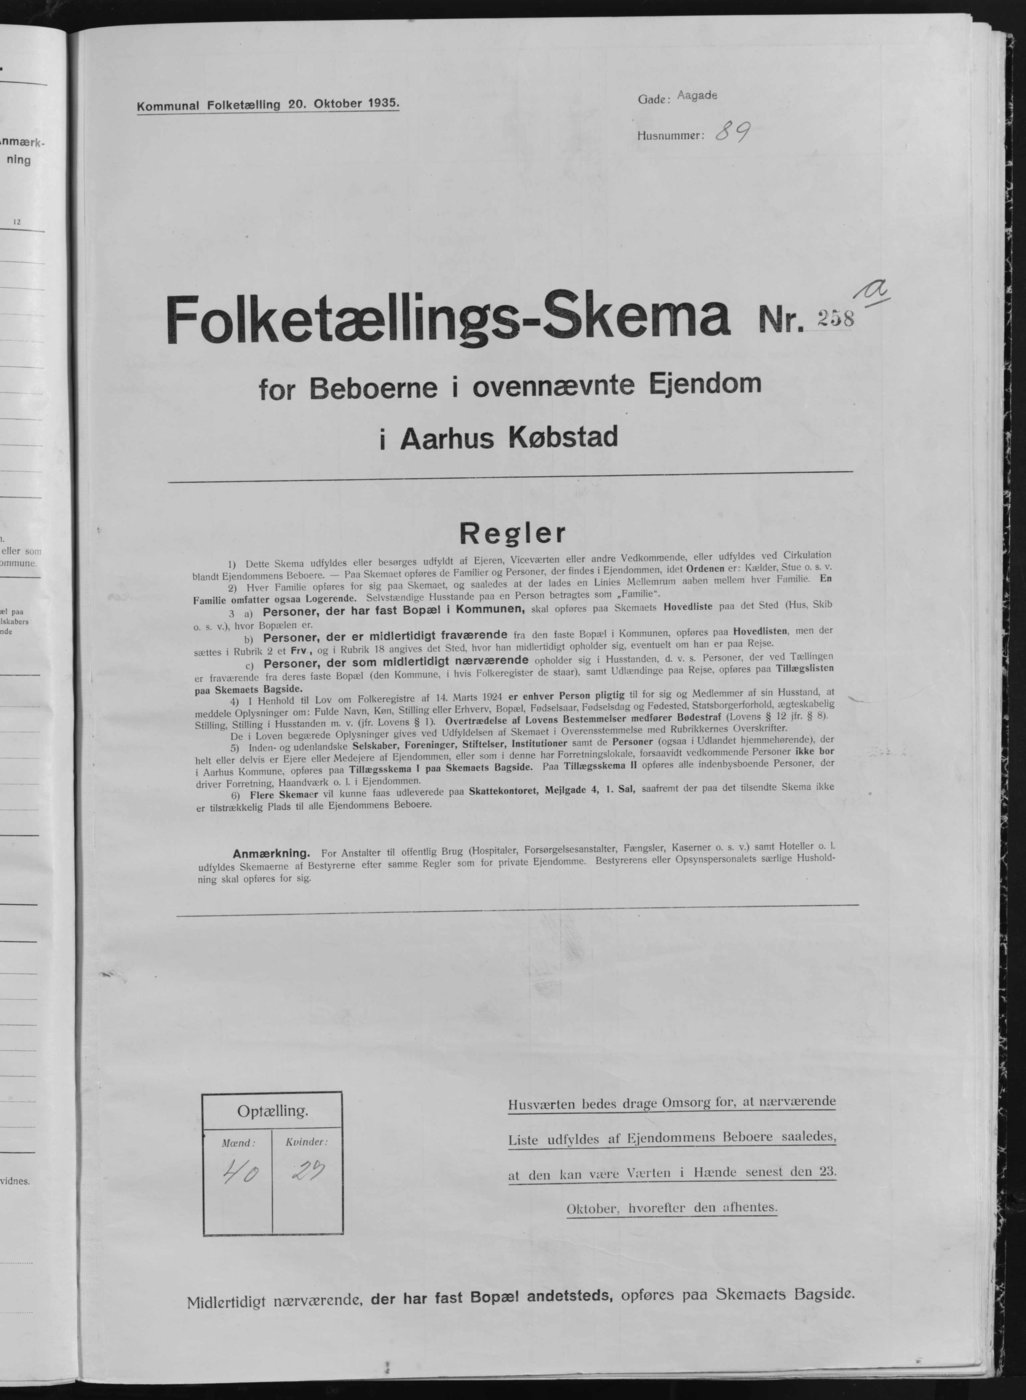 Kommunal Folketælling 20. Oktober 1935.
Gade: Aagade
Husnummer: 89
Folketællings-Skema Nr. 258 a
for Beboerne i ovennævnte Ejendom
i Aarhus Købstad
Regler
1) Dette Skema udfyldes eller besørges udfyldt af Ejeren, Viceværten eller andre Vedkommende, eller udfyldes ved Cirkulation
blandt Ejendommens Beboere. — Paa Skemaet opføres de Familier og Personer, der findes i Ejendommen, idet Ordenen er: Kælder, Stue o. s. v.
2) Hver Familie opføres for sig paa Skemaet, og saaledes at der lades en Linies Mellemrum aaben mellem hver Familie. En
Familie omfatter ogsaa Logerende. Selvstændige Husstande paa en Person betragtes som „Familie“.
3 a) Personer, der har fast Bopæl i Kommunen, skal opføres paa Skemaets Hovedliste paa det Sted (Hus, Skib
o. s. v.), hvor Bopælen er.
b) Personer, der er midlertidigt fraværende fra den faste Bopæl i Kommunen, opføres paa Hovedlisten, men der
sættes i Rubrik 2 et Frv., og i Rubrik 18 angives det Sted, hvor han midlertidigt opholder sig, eventuelt om han er paa Rejse.
c) Personer, der som midlertidigt nærværende opholder sig i Husstanden, d. v. s. Personer, der ved Tællingen
er fraværende fra deres faste Bopæl (den Kommune, i hvis Folkeregister de staar), samt Udlændinge paa Rejse, opføres paa Tillægslisten
paa Skemaets Bagside.
4) I Henhold til Lov om Folkeregistre af 14. Marts 1924 er enhver Person pligtig til for sig og Medlemmer af sin Husstand, at
meddele Oplysninger om: Fulde Navn, Køn, Stilling eller Erhverv, Bopæl, Fødselsaar, Fødselsdag og Fødested, Statsborgerforhold, ægteskabelig
Stilling, Stilling i Husstanden m. v. (jfr. Lovens § 1). Overtrædelse af Lovens Bestemmelser medfører Bødestraf (Lovens § 12 jfr. § 8).
De i Loven begærede Oplysninger gives ved Udfyldelsen af Skemaet i Overensstemmelse med Rubrikkernes Overskrifter.
5) Inden- og udenlandske Selskaber, Foreninger, Stiftelser, Institutioner samt de Personer (ogsaa i Udlandet hjemmehørende), der
helt eller delvis er Ejere eller Medejere af Ejendommen, eller som i denne har Forretningslokale, forsaavidt vedkommende Personer ikke bor
i Aarhus Kommune, opføres paa Tillægsskema I paa Skemaets Bagside. Paa Tillægsskema II opføres alle indenbysboende Personer, der
driver Forretning, Haandværk o. l. i Ejendommen.
6) Flere Skemaer vil kunne faas udleverede paa Skattekontoret, Mejlgade 4, 1. Sal, saafremt der paa det tilsendte Skema ikke
er tilstrækkelig Plads til alle Ejendommens Beboere.
Anmærkning. For Anstalter til offentlig Brug (Hospitaler, Forsørgelsesanstalter, Fængsler, Kaserner o. s. v.) samt Hoteller o. l.
udfyldes Skemaerne af Bestyrerne efter samme Regler som for private Ejendomme. Bestyrerens eller Opsynspersonalets særlige Hushold-
ning skal opføres for sig.
Optælling.
Mænd: Kvinder:
40 29
Husværten bedes drage Omsorg for, at nærværende
Liste udfyldes af Ejendommens Beboere saaledes,
at den kan være Værten i Hænde senest den 23.
Oktober, hvorefter den afhentes.
Midlertidigt nærværende, der har fast Bopæl andetsteds, opføres paa Skemaets Bagside.